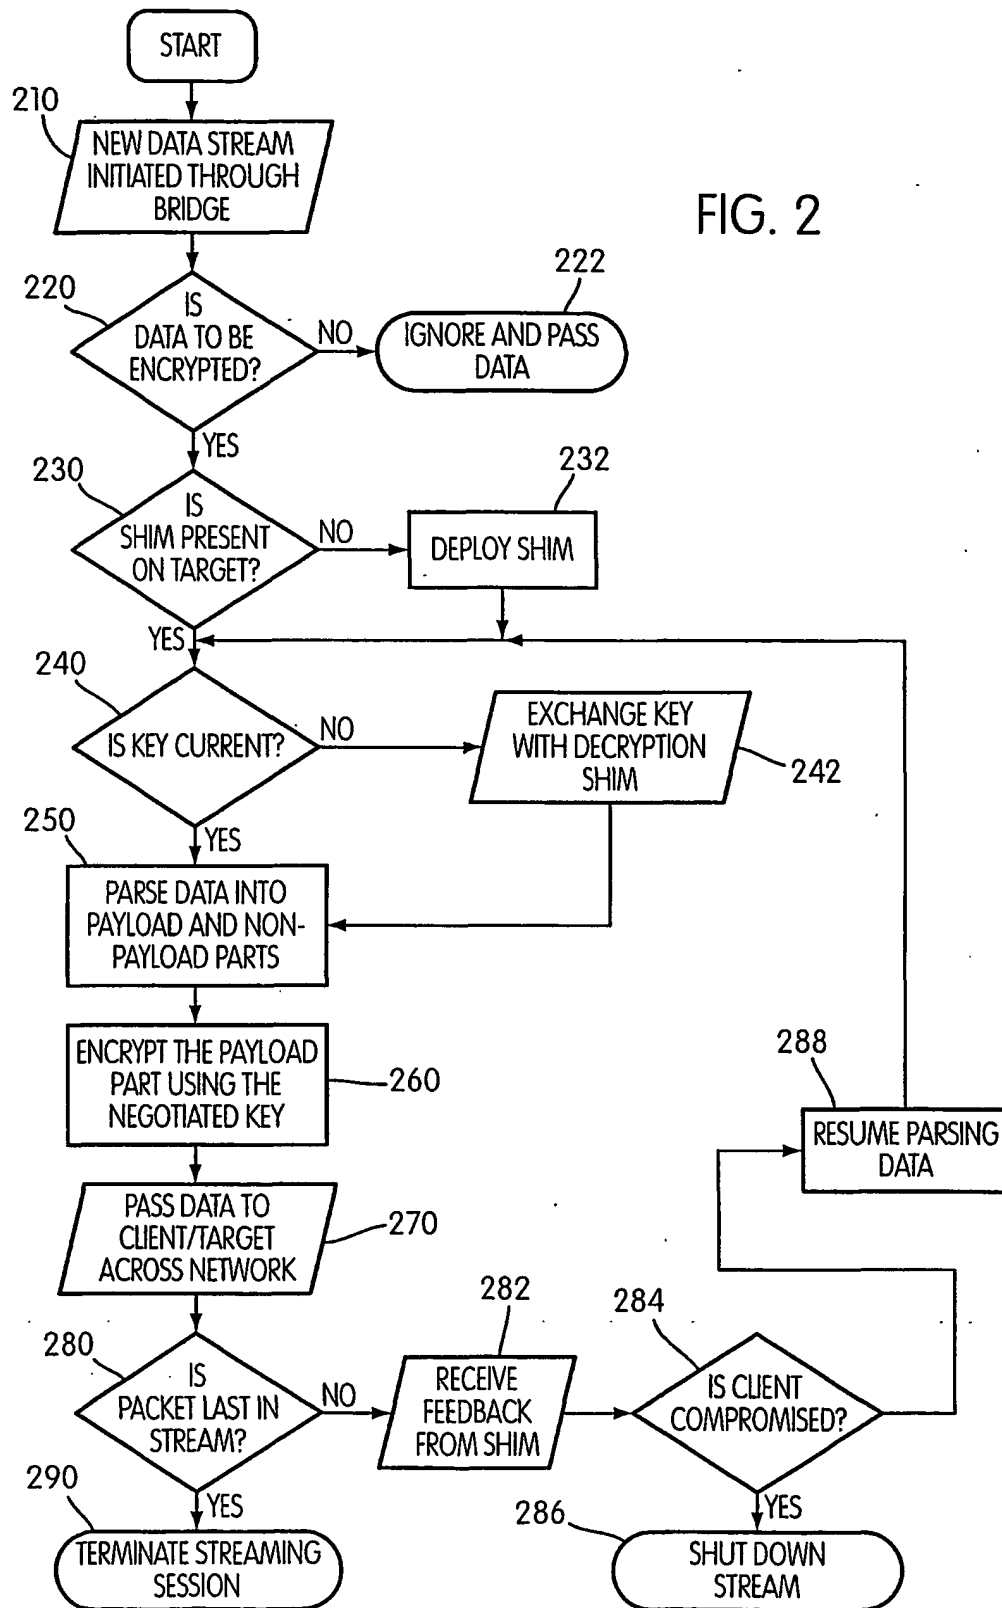 START
210
NEW DATA STREAM
INITIATED THROUGH
BRIDGE
FIG. 2
220
IS
DATA TO BE
ENCRYPTED?
NO
222
IGNORE AND PASS
DATA
YES
230
IS
SHIM PRESENT
ON TARGET?
NO
232
DEPLOY SHIM
YES
240
IS KEY CURRENT?
NO
EXCHANGE KEY
WITH DECRYPTION
SHIM
242
YES
250
PARSE DATA INTO
PAYLOAD AND NON-
PAYLOAD PARTS
ENCRYPT THE PAYLOAD
PART USING THE
NEGOTIATED KEY
260
288
RESUME PARSING
DATA
PASS DATA TO
CLIENT/TARGET
ACROSS NETWORK
270
280
IS
PACKET LAST IN
STREAM?
NO
282
RECEIVE
FEEDBACK
FROM SHIM
284
IS CLIENT
COMPROMISED?
YES
290
TERMINATE STREAMING
SESSION
YES
286
SHUT DOWN
STREAM